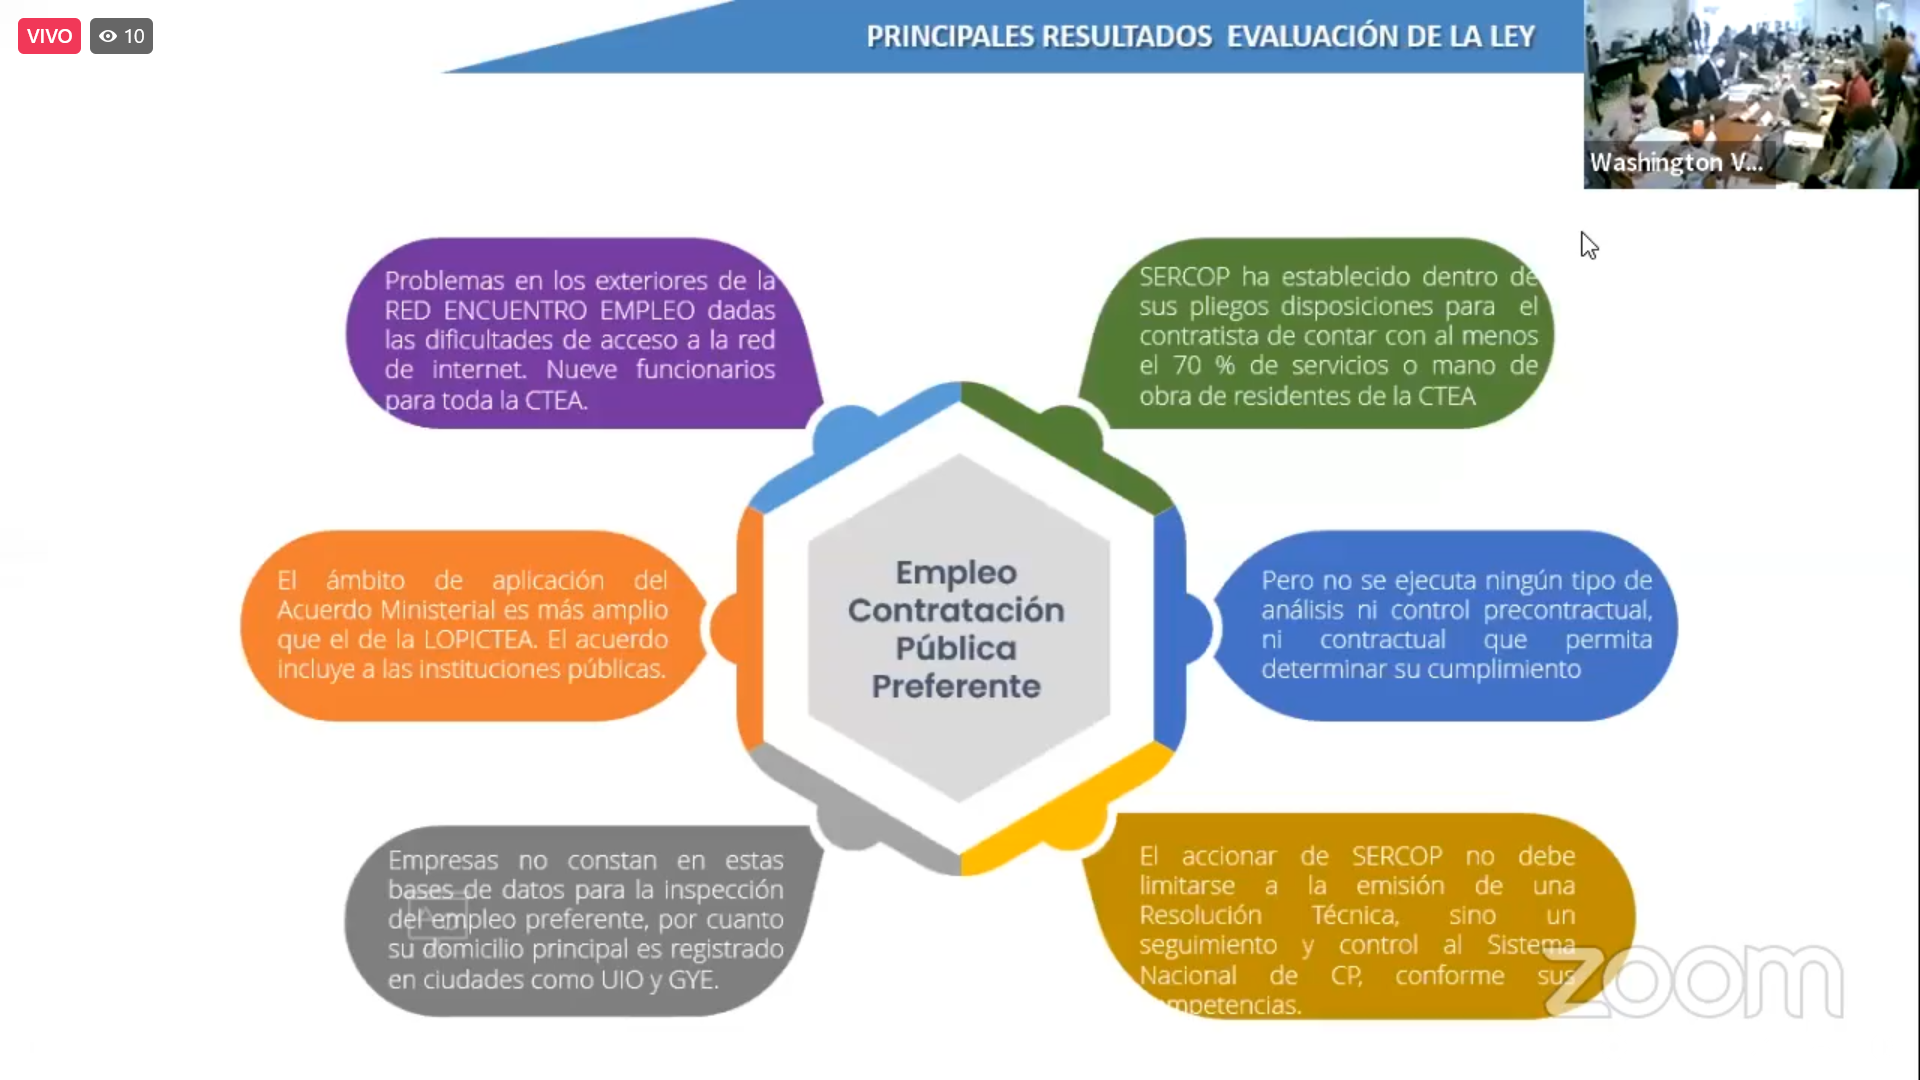 VIVO
10
PRINCIPALES RESULTADOS EVALUACIÓN DE LA LEY
Washington V...
Problemas en los exteriores de la
RED ENCUENTRO EMPLEO dadas
las dificultades de acceso a la red
de internet. Nueve funcionarios
para toda la CTEA.
SERCOP ha establecido dentro de
sus pliegos disposiciones para el
contratista de contar con al menos
el 70 % de servicios o mano de
obra de residentes de la CTEA
El ámbito de aplicación del
Acuerdo Ministerial es más amplio
que el de la LOPICTEA. El acuerdo
incluye a las instituciones públicas.
Empleo
Contratación
Pública
Preferente
Pero no se ejecuta ningún tipo de
análisis ni control precontractual,
ni contractual que permita
determinar su cumplimiento
Empresas no constan en estas
bases de datos para la inspección
del empleo preferente, por cuanto
su domicilio principal es registrado
en ciudades como UIO y GYE.
El accionar de SERCOP no debe
limitarse a la emisión de una
Resolución Técnica, sino un
seguimiento y control al Sistema
Nacional de CP, conforme sus
competencias.
zoom